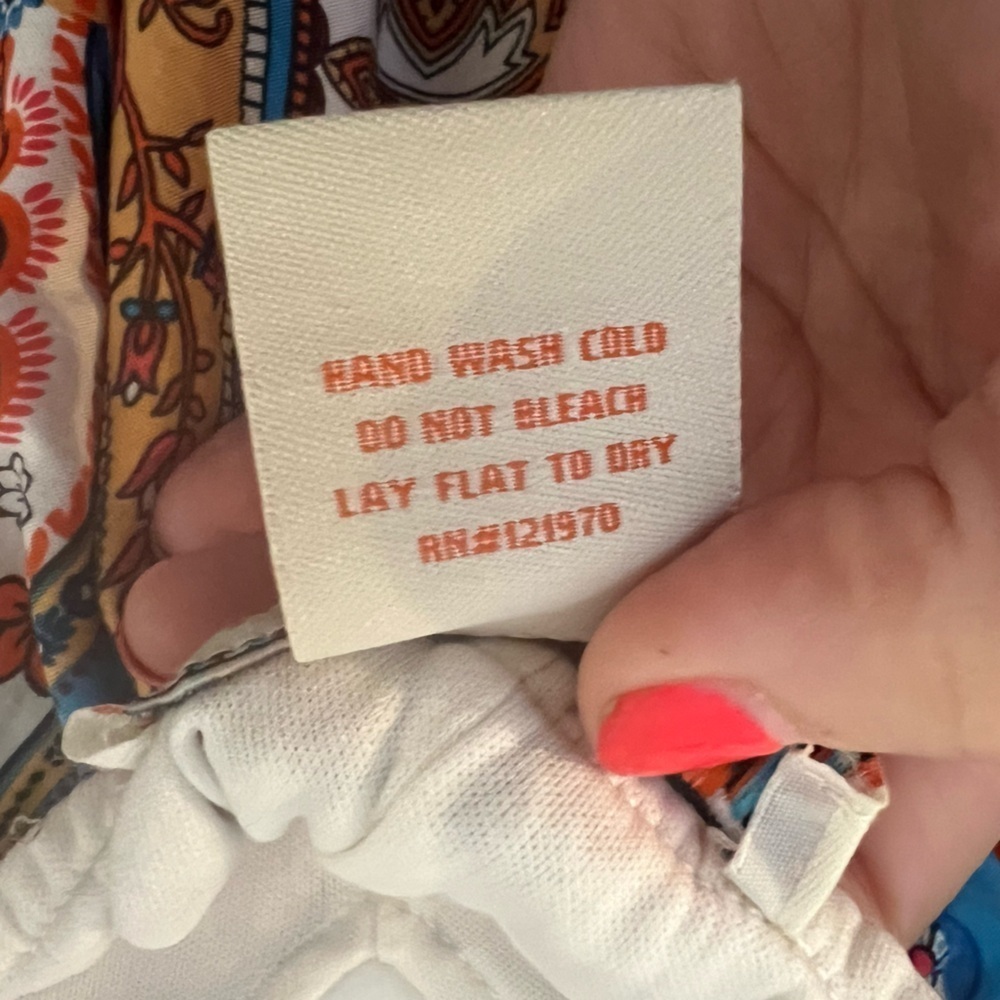 HAND WASH COLD
DO NOT BLEACH
LAY FLAT TO DRY
RN#121970